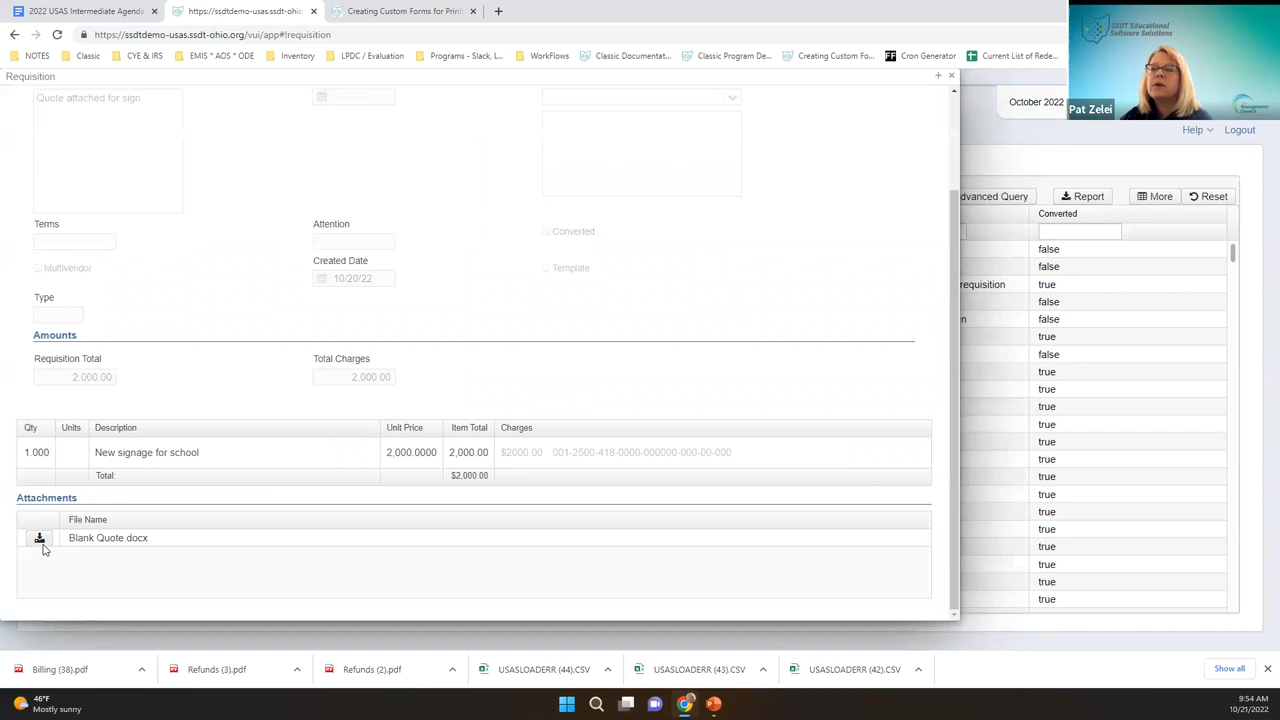 2022 USAS Intermediate Agenda
https://ssdtdemo-usas.ssdt-ohio
Creating Custom Forms for Print
https://ssdtdemo-usas.ssdt-ohio.org/vui/app#!requisition
NOTES
Classic
CYE & IRS
EMIS * AOS * ODE
Inventory
LPDC / Evaluation
Programs - Slack, L...
WorkFlows
Classic Documentat...
Classic Program De...
Creating Custom Fo...
Cron Generator
Current List of Rede...
SSDT Educational
Software Solutions
Management
Council
Pat Zelei
Requisition
October 2022
Help
Logout
Quote attached for sign
dvanced Query
Report
More
Reset
Converted
Terms
Attention
Converted
Multivendor
Created Date
Template
10/20/22
Type
Amounts
Requisition Total
Total Charges
2,000.00
2,000.00
Qty
Units
Description
Unit Price
Item Total
Charges
1.000
New signage for school
2,000.0000
2,000.00
$2000.00 001-2500-418-0000-000000-000-00-000
Total:
$2,000.00
Attachments
File Name
Blank Quote.docx
false
false
requisition
true
false
n
false
true
false
true
true
true
true
true
true
true
true
true
true
true
true
true
true
Billing (38).pdf
Refunds (3).pdf
Refunds (2).pdf
USASLOADERR (44).CSV
USASLOADERR (43).CSV
USASLOADERR (42).CSV
Show all
46°F
Mostly sunny
9:54 AM
10/21/2022